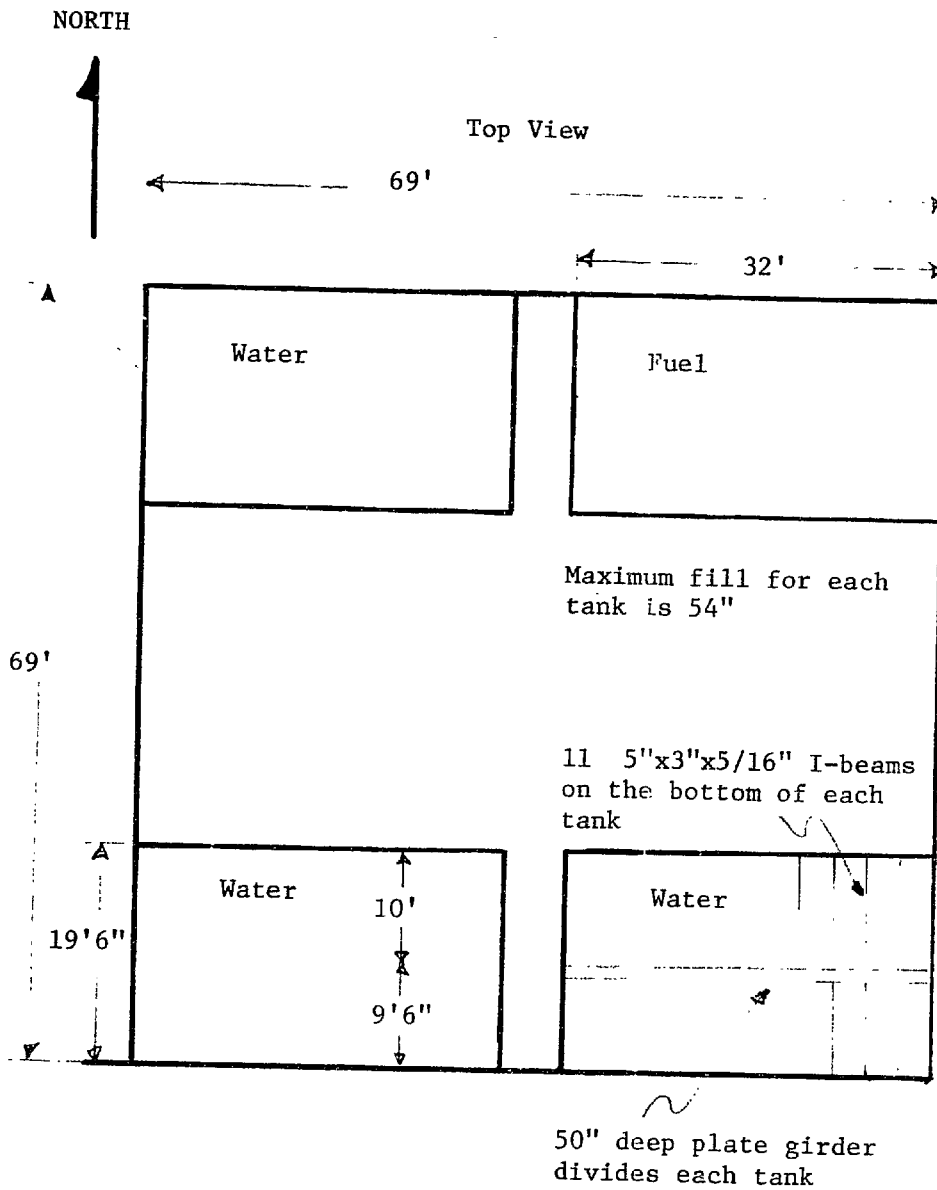 NORTH
Top View
69'
32'
Water
Fuel
Maximum fill for each
tank is 54"
69'
11 5"x3"x5/16" I-beams
on the bottom of each
tank
Water
10'
Water
19'6"
9'6"
50" deep plate girder
divides each tank